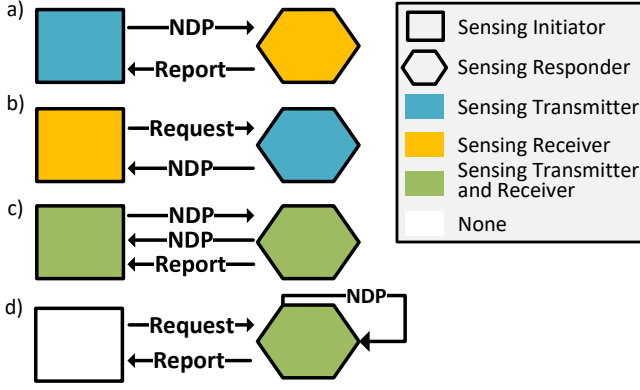 a)
NDP
Report
b)
Request
NDP
c)
NDP
NDP
Report
d)
NDP
Request
Report
Sensing Initiator
Sensing Responder
Sensing Transmitter
Sensing Receiver
Sensing Transmitter
and Receiver
None